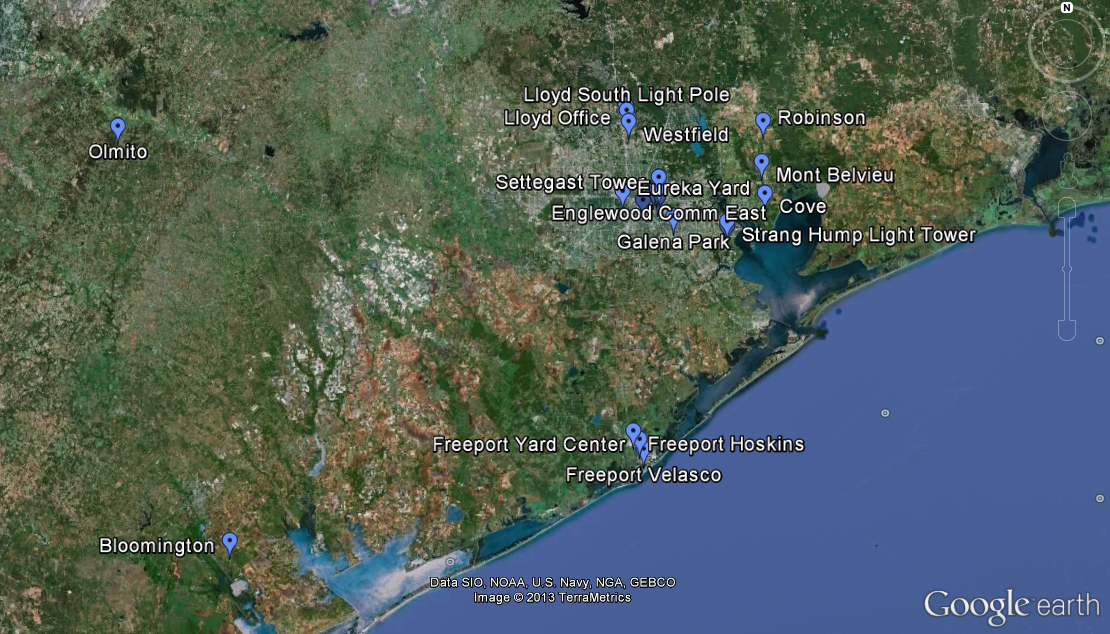 N
Lloyd South Light Pole
Lloyd Office
Robinson
Westfield
Olmito
Mont Belvieu
Settegast Tower
Eureka Yard
Cove
Englewood Comm East
Strang Hump Light Tower
Galena Park
Freeport Yard Center
Freeport Hoskins
Freeport Velasco
Bloomington
Data SIO, NOAA, U.S. Navy, NGA, GEBCO
Image © 2013 TerraMetrics
Google earth